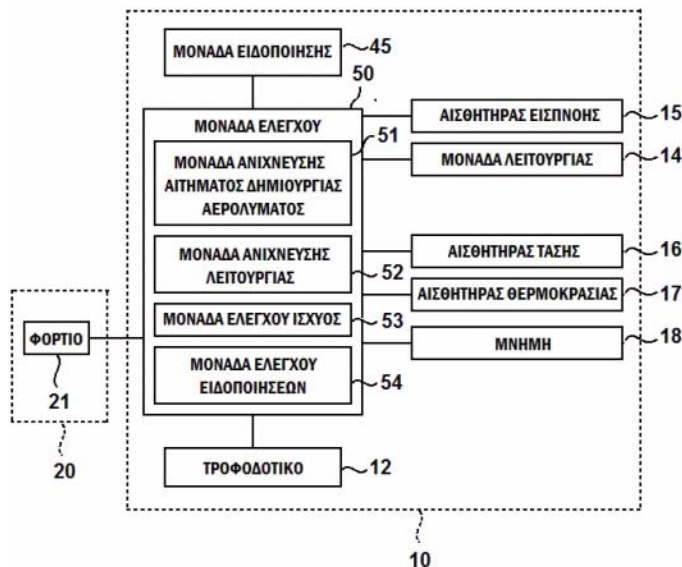 ΜΟΝΑΔΑ ΕΙΔΟΠΟΙΗΣΗΣ
45
50
ΜΟΝΑΔΑ ΕΛΕΓΧΟΥ
51
ΜΟΝΑΔΑ ΑΝΙΧΝΕΥΣΗΣ
ΑΙΤΗΜΑΤΟΣ ΔΗΜΙΟΥΡΓΙΑΣ
ΑΕΡΟΛΥΜΑΤΟΣ
ΜΟΝΑΔΑ ΑΝΙΧΝΕΥΣΗΣ
ΛΕΙΤΟΥΡΓΙΑΣ
52
ΜΟΝΑΔΑ ΕΛΕΓΧΟΥ ΙΣΧΥΟΣ
53
ΜΟΝΑΔΑ ΕΛΕΓΧΟΥ
ΕΙΔΟΠΟΙΗΣΕΩΝ
54
ΑΙΣΘΗΤΗΡΑΣ ΕΙΣΠΝΟΗΣ
15
ΜΟΝΑΔΑ ΛΕΙΤΟΥΡΓΙΑΣ
14
ΑΙΣΘΗΤΗΡΑΣ ΤΑΣΗΣ
16
ΑΙΣΘΗΤΗΡΑΣ ΘΕΡΜΟΚΡΑΣΙΑΣ
17
ΜΝΗΜΗ
18
ΦΟΡΤΙΟ
21
20
ΤΡΟΦΟΔΟΤΙΚΟ
12
10